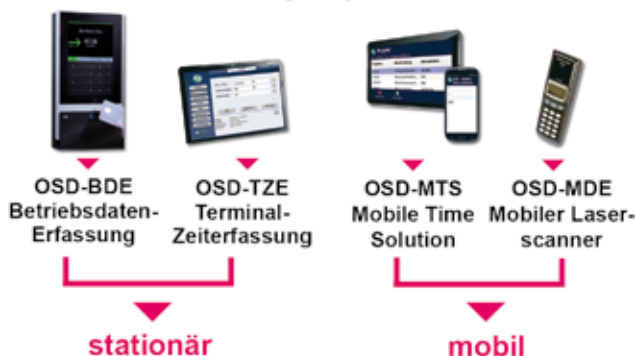 OSD-BDE
Betriebsdaten-
Erfassung
OSD-TZE
Terminal-
Zeiterfassung
OSD-MTS
Mobile Time
Solution
OSD-MDE
Mobiler Laser-
scanner
stationär
mobil